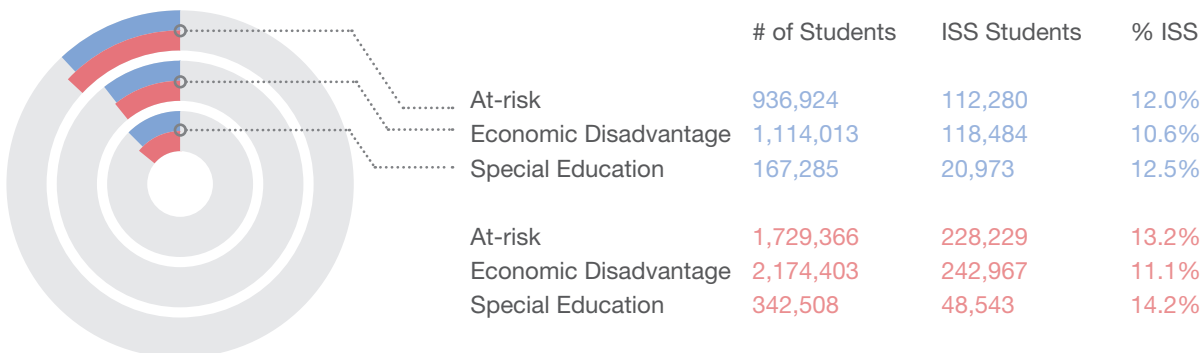 # of Students ISS Students % ISS
At-risk 936,924 112,280 12.0%
Economic Disadvantage 1,114,013 118,484 10.6%
Special Education 167,285 20,973 12.5%
At-risk 1,729,366 228,229 13.2%
Economic Disadvantage 2,174,403 242,967 11.1%
Special Education 342,508 48,543 14.2%